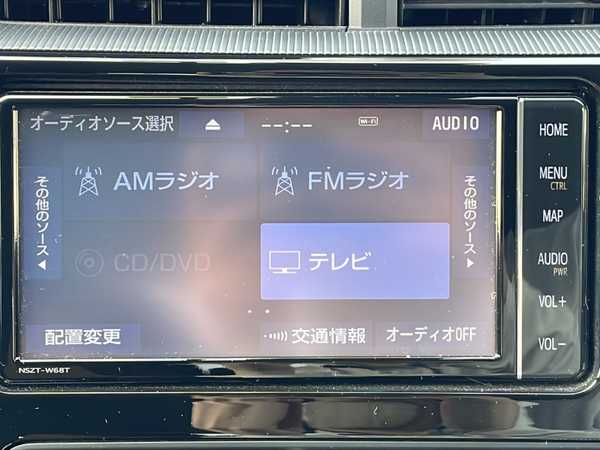 オーディオソース選択 ⏏ --:-- Wi-Fi AUDIO
AMラジオ
FMラジオ
その他のソース◀
その他のソース▶
CD/DVD
テレビ
配置変更
交通情報
オーディオOFF
HOME
MENU
CTRL
MAP
AUDIO
PWR
VOL+
VOL−
NSZT-W68T